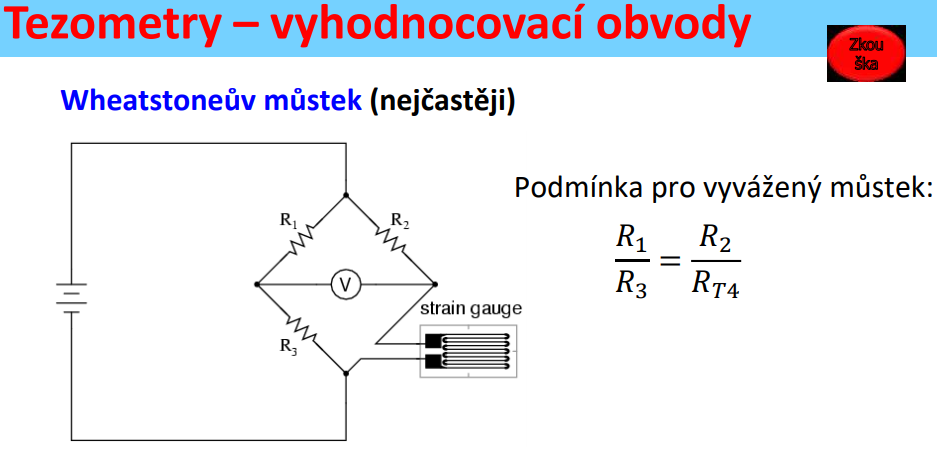 Tezometry – vyhodnocovací obvody
Zkou
ška
Wheatstoneův můstek (nejčastěji)
Podmínka pro vyvážený můstek:
R₁ R₂
R₁/R₃ = R₂/R_T4
V
strain gauge
R₃